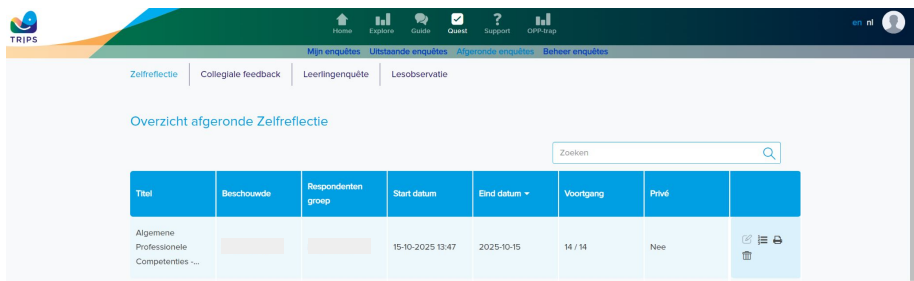 TRIPS
Home Explore Guide Quest Support OPP-trap
en nl
Mijn enquêtes Uitstaande enquêtes Afgeronde enquêtes Beheer enquêtes
Zelfreflectie Collegiale feedback Leerlingenquête Lesobservatie
Overzicht afgeronde Zelfreflectie
Zoeken
Titel Beschouwde Respondenten groep Start datum Eind datum Voortgang Privé
Algemene
Professionele
Competenties -...
15-10-2025 13:47 2025-10-15 14 / 14 Nee